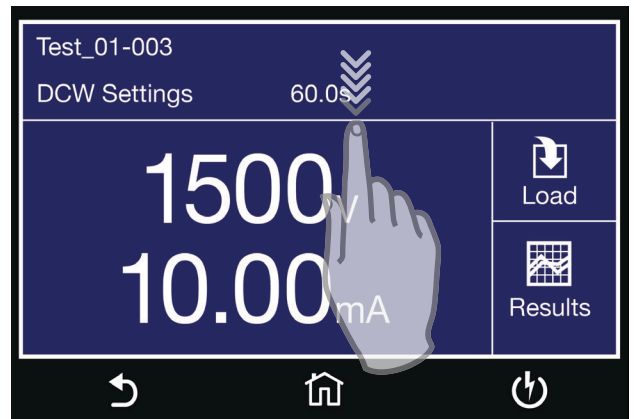 Test_01-003
DCW Settings 60.0s
1500V
10.00mA
Load
Results